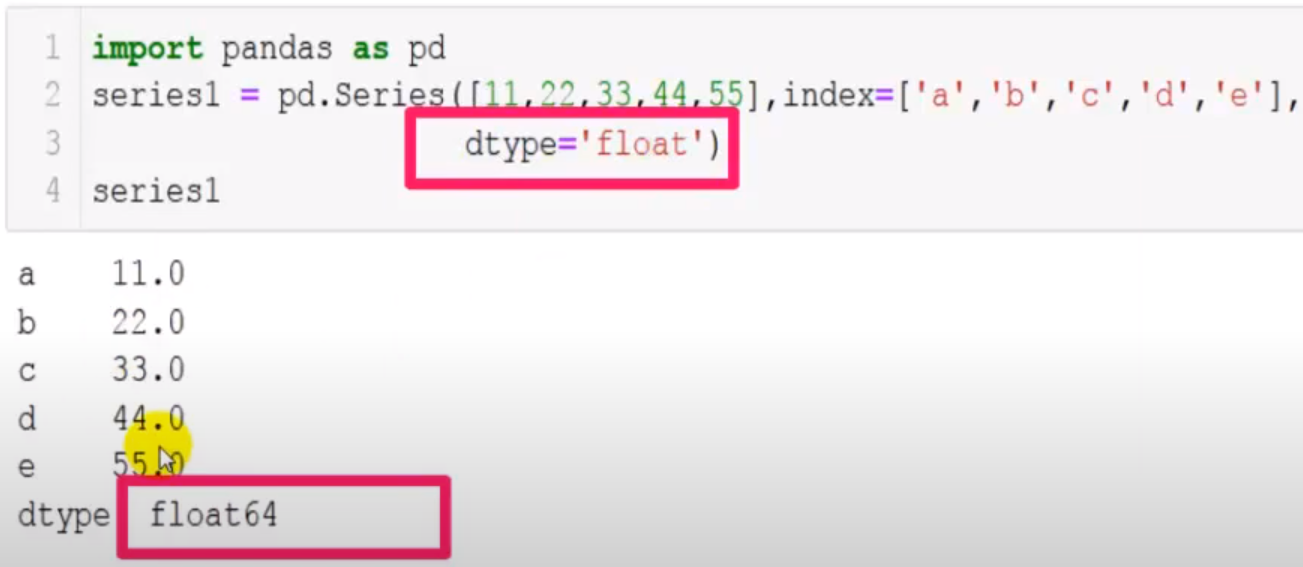 1 import pandas as pd
2 series1 = pd.Series([11,22,33,44,55],index=['a','b','c','d','e'],
3 dtype='float')
4 series1
a 11.0
b 22.0
c 33.0
d 44.0
e 55.0
dtype float64